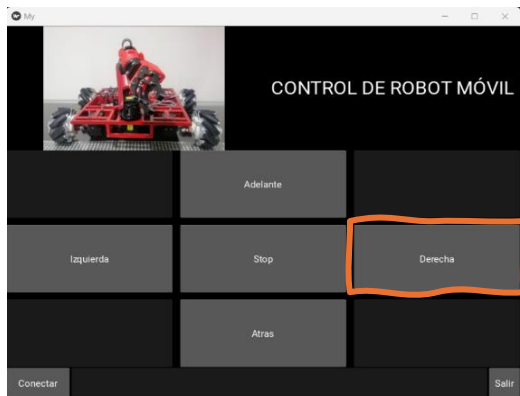 My
CONTROL DE ROBOT MÓVIL
Adelante
Izquierda
Stop
Derecha
Atras
Conectar
Salir